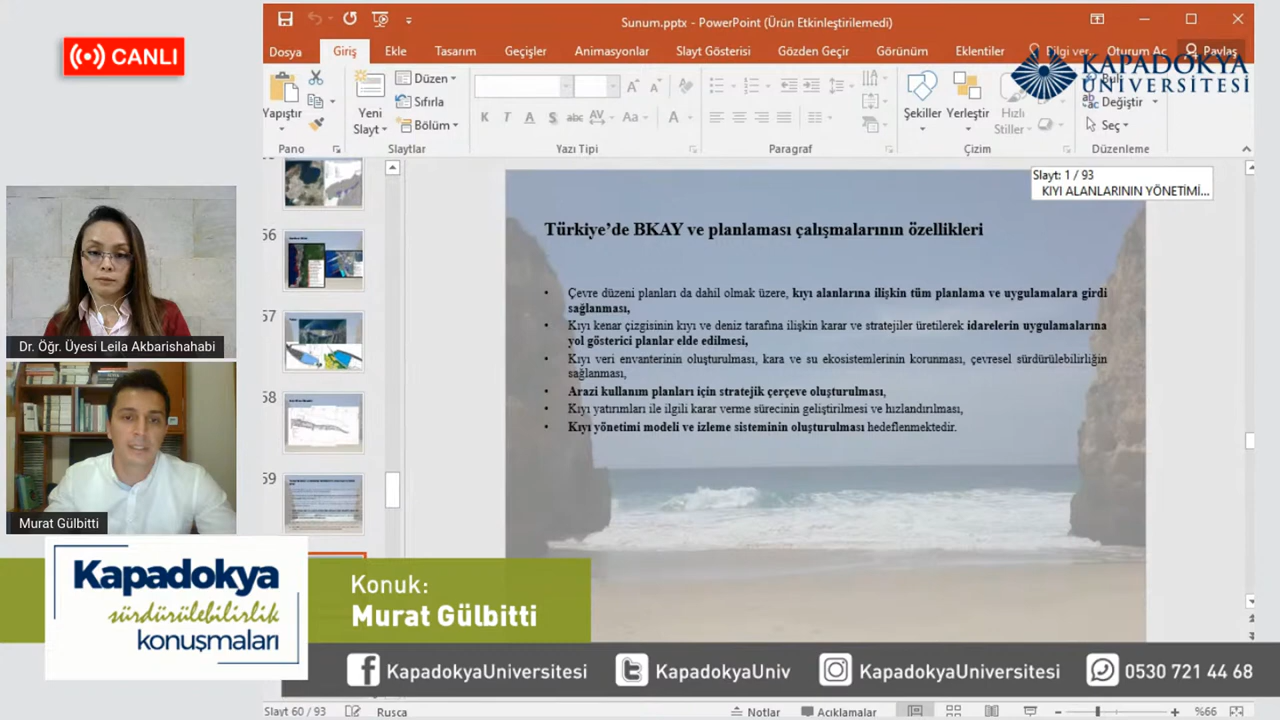 CANLI
Sunum.pptx - PowerPoint (Ürün Etkinleştirilemedi)
Dosya Giriş Ekle Tasarım Geçişler Animasyonlar Slayt Gösterisi Gözden Geçir Görünüm Eklentiler Bilgi ver. Oturum Aç Paylaş
KAPADOKYA
ÜNİVERSİTESİ
Yapıştır
Yeni
Slayt
Düzen
Sıfırla
Bölüm
Şekiller
Yerleştir
Hızlı
Stiller
Bul
Değiştir
Seç
Pano Slaytlar Yazı Tipi Paragraf Çizim Düzenleme
Slayt: 1 / 93
KIYI ALANLARININ YÖNETİMİ...
66
57
58
59
Türkiye’de BKAY ve planlaması çalışmalarının özellikleri
• Çevre düzeni planları da dahil olmak üzere, kıyı alanlarına ilişkin tüm planlama ve uygulamalara girdi
sağlanması,
• Kıyı kenar çizgisinin kıyı ve deniz tarafına ilişkin karar ve stratejiler üretilerek idarelerin uygulamalarına
yol gösterici planlar elde edilmesi,
• Kıyı veri envanterinin oluşturulması, kara ve su ekosistemlerinin korunması, çevresel sürdürülebilirliğin
sağlanması,
• Arazi kullanım planları için stratejik çerçeve oluşturulması,
• Kıyı yatırımları ile ilgili karar verme sürecinin geliştirilmesi ve hızlandırılması,
• Kıyı yönetimi modeli ve izleme sisteminin oluşturulması hedeflenmektedir.
Dr. Öğr. Üyesi Leila Akbarishahabi
Murat Gülbitti
Kapadokya
sürdürülebilirlik
konuşmaları
Konuk:
Murat Gülbitti
KapadokyaUniversitesi KapadokyaUniv KapadokyaUniversitesi 0530 721 44 68
Slayt 60 / 93 Rusca Notlar Açıklamalar %66